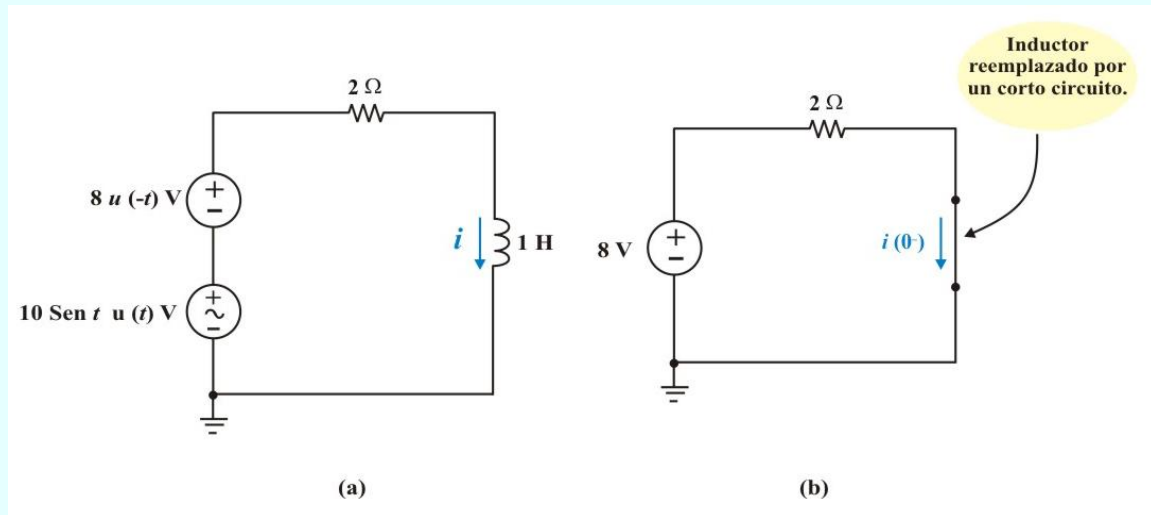 Inductor
reemplazado por
un corto circuito.
2 Ω
2 Ω
8 u (-t) V
+
−
i
1 H
8 V
+
−
i (0-)
10 Sen t u (t) V
+
~
−
(a)
(b)